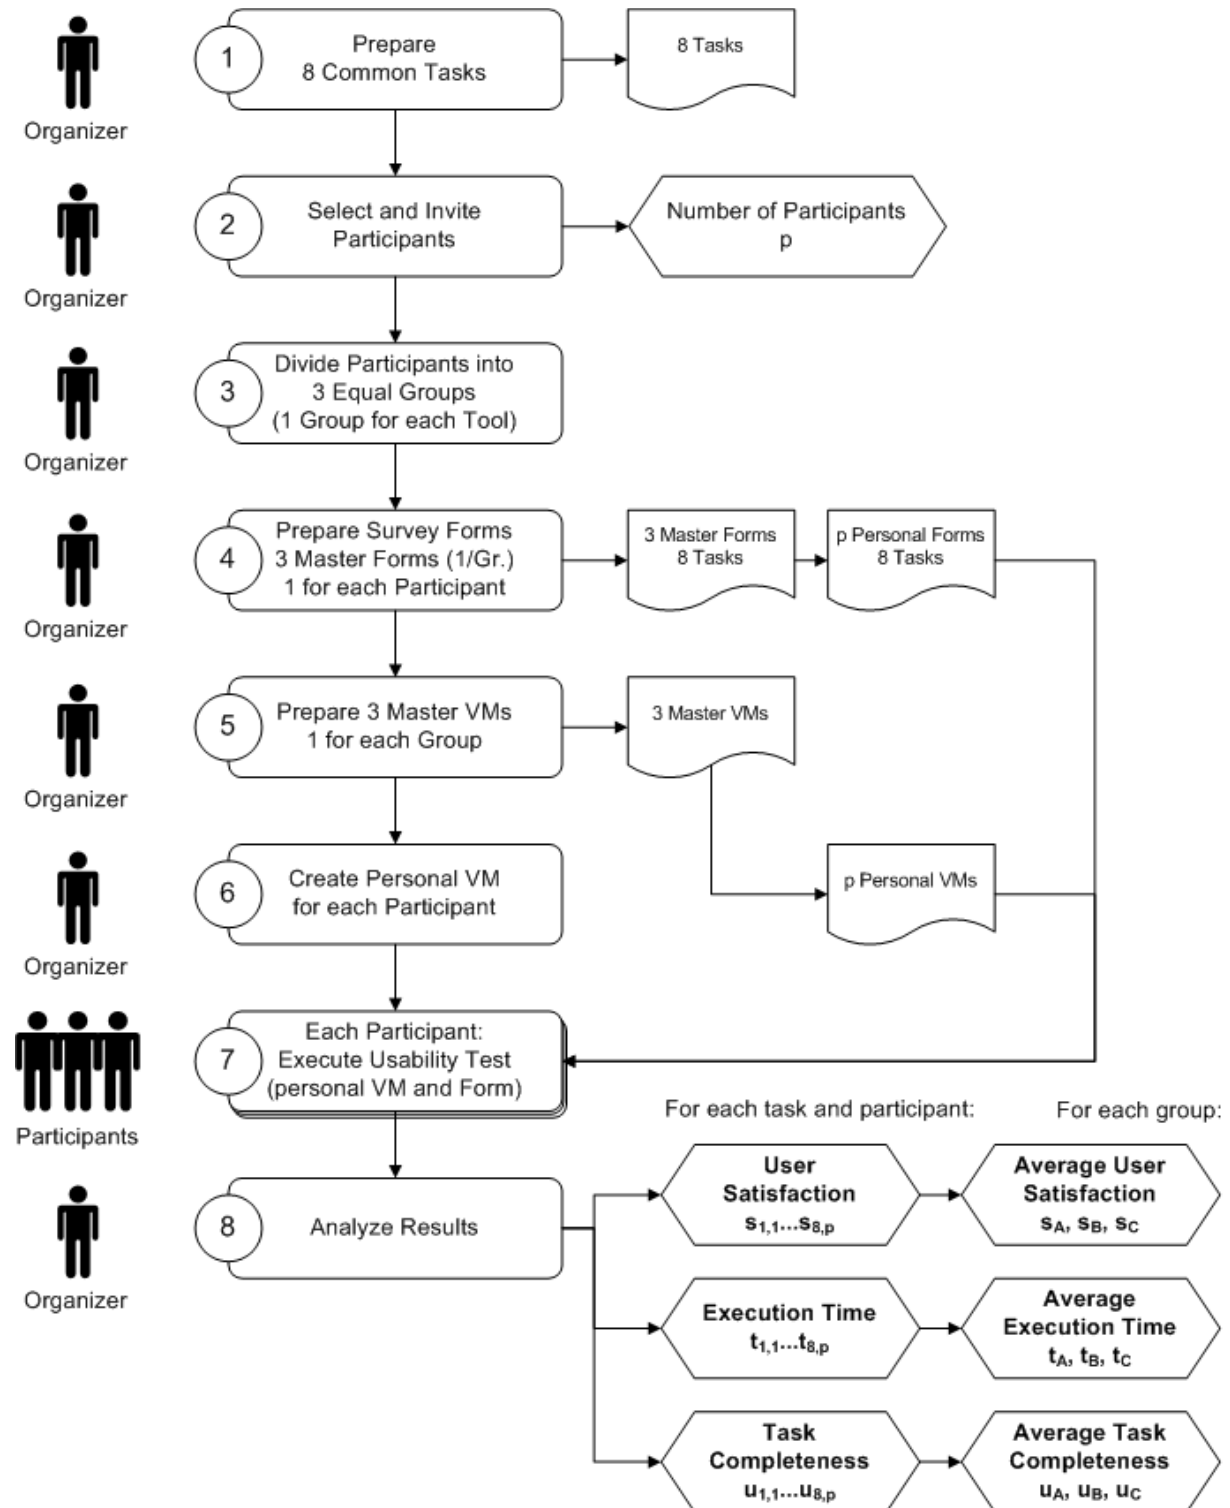 Organizer
1
Prepare
8 Common Tasks
8 Tasks
Organizer
2
Select and Invite
Participants
Number of Participants
p
Organizer
3
Divide Participants into
3 Equal Groups
(1 Group for each Tool)
Organizer
4
Prepare Survey Forms
3 Master Forms (1/Gr.)
1 for each Participant
3 Master Forms
8 Tasks
p Personal Forms
8 Tasks
Organizer
5
Prepare 3 Master VMs
1 for each Group
3 Master VMs
Organizer
6
Create Personal VM
for each Participant
p Personal VMs
Participants
7
Each Participant:
Execute Usability Test
(personal VM and Form)
For each task and participant:
For each group:
Organizer
8
Analyze Results
User
Satisfaction
s1,1...s8,p
Average User
Satisfaction
sA, sB, sC
Execution Time
t1,1...t8,p
Average
Execution Time
tA, tB, tC
Task
Completeness
u1,1...u8,p
Average Task
Completeness
uA, uB, uC